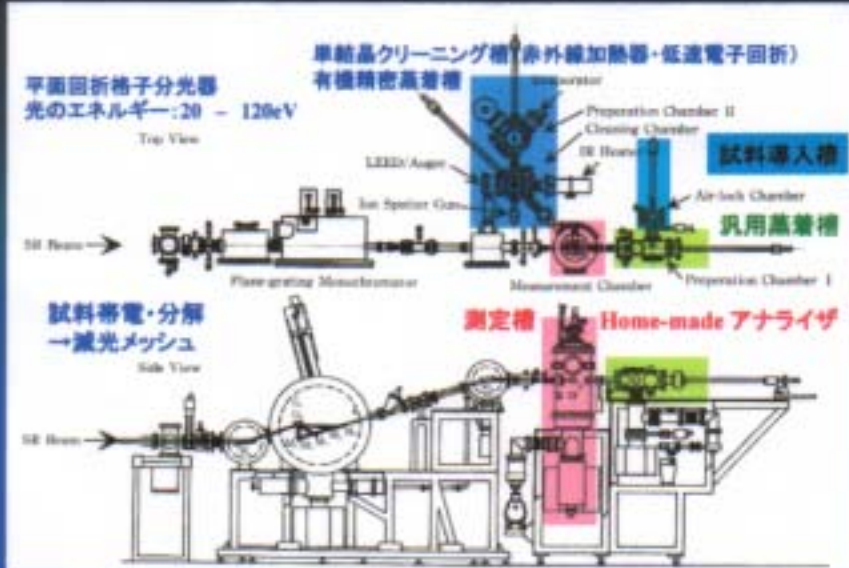 単結晶クリーニング槽(赤外線加熱器・低速電子回折)
有機精密蒸着槽
平面回折格子分光器
光のエネルギー:20 – 120eV
Top View
Preparation Chamber II
Cleaning Chamber
IR Heater
LEED/Auger
Ion Sputter Gun
試料導入槽
Air-lock Chamber
汎用蒸着槽
SR Beam
Plane-grating Monochromator
Measurement Chamber
Preparation Chamber I
試料帯電・分解
→減光メッシュ
測定槽 Home-made アナライザ
Side View
SR Beam